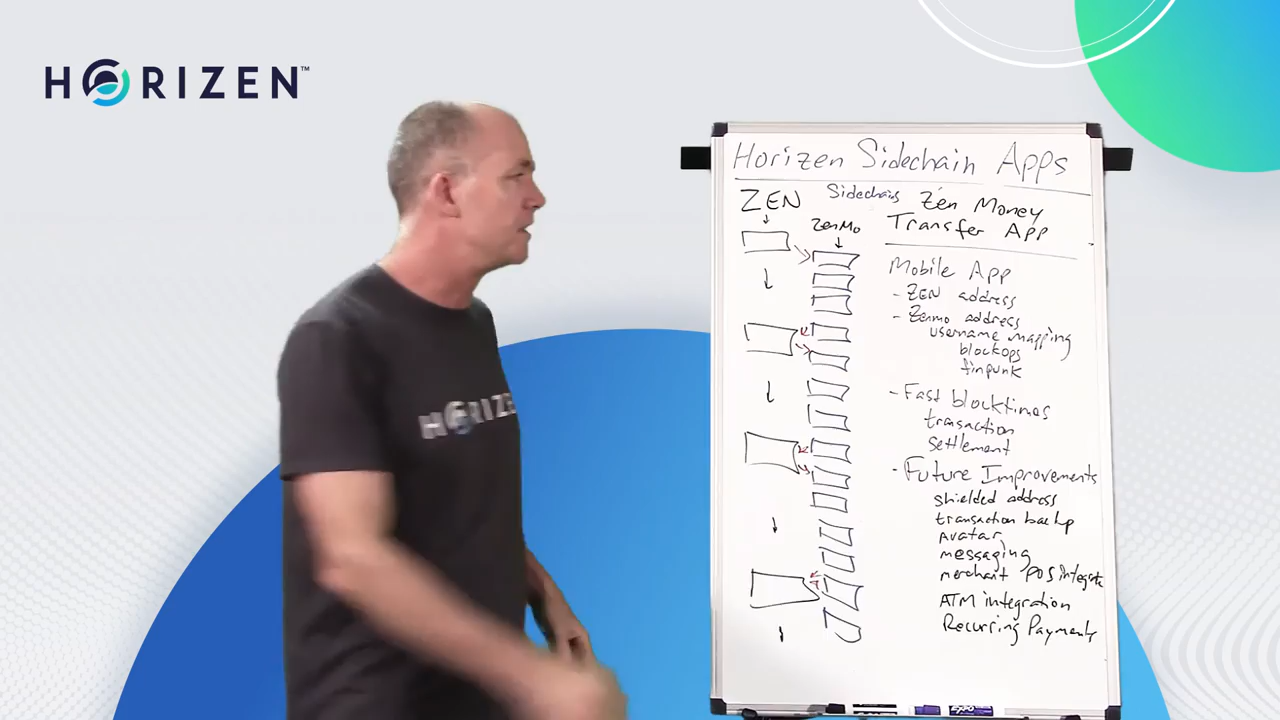 HORIZEN™
HORIZEN
Horizen Sidechain Apps
ZEN
Sidechains
ZenMo
Zen Money
Transfer App
Mobile App
- ZEN address
- Zenmo address
username mapping
blockops
finpunk
- Fast blocktimes
transaction
settlement
- Future Improvements
shielded address
transaction backup
Avatar
messaging
merchant POS integrate
ATM integration
Recurring Payments
EXPO